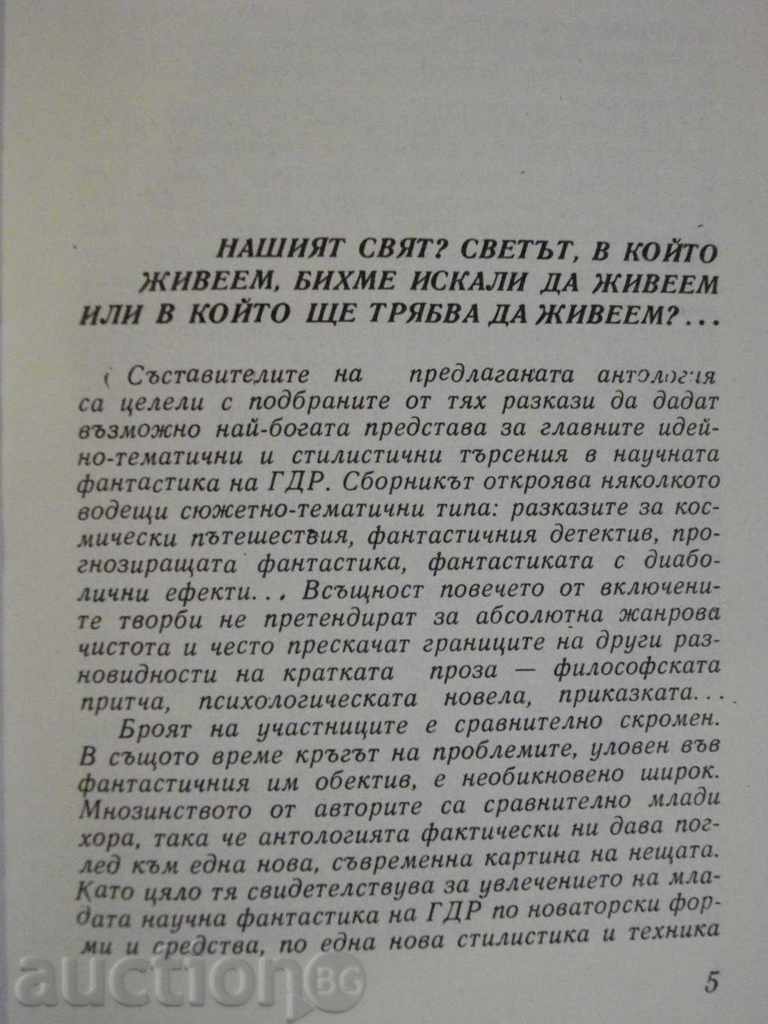 НАШИЯТ СВЯТ? СВЕТЪТ, В КОЙТО
ЖИВЕЕМ, БИХМЕ ИСКАЛИ ДА ЖИВЕЕМ
ИЛИ В КОЙТО ЩЕ ТРЯБВА ДА ЖИВЕЕМ?...
Съставителите на предлаганата антология
са целели с подбраните от тях разкази да дадат
възможно най-богата представа за главните идей-
но-тематични и стилистични търсения в научната
фантастика на ГДР. Сборникът откроява няколкото
водещи сюжетно-тематични типа: разказите за кос-
мически пътешествия, фантастичния детектив, про-
гнозиращата фантастика, фантастиката с диабо-
лични ефекти... Всъщност повечето от включени-
те творби не претендират за абсолютна жанрова
чистота и често прескачат границите на други раз-
новидности на кратката проза — философската
притча, психологическата новела, приказката...
Броят на участниците е сравнително скромен.
В същото време кръгът на проблемите, уловен във
фантастичния им обектив, е необикновено широк.
Мнозинството от авторите са сравнително млади
хора, така че антологията фактически ни дава пог-
лед към една нова, съвременна картина на нещата.
Като цяло тя свидетелствува за увлечението на мла-
дата научна фантастика на ГДР по новаторски фор-
ми и средства, по една нова стилистика и техника
5
auction BG